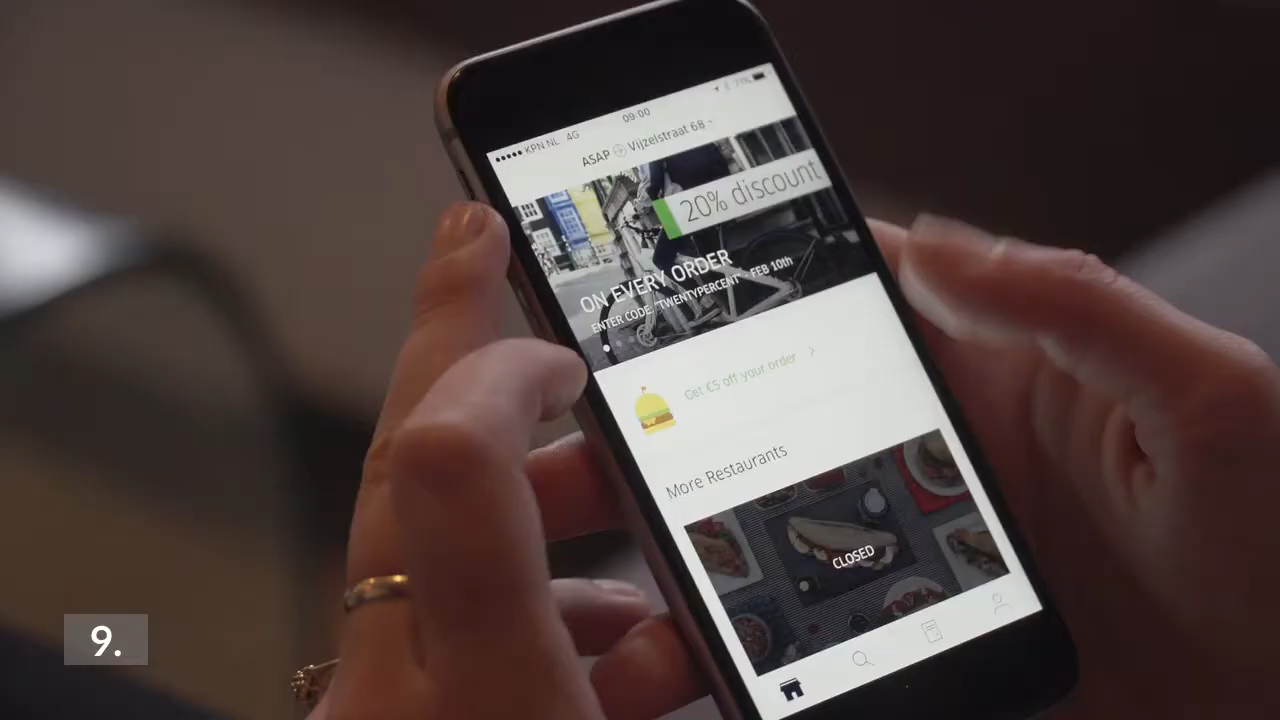 ●●●●● KPN NL 4G 09:00 71%
ASAP → Vijzelstraat 68
20% discount
ON EVERY ORDER
ENTER CODE: "TWENTYPERCENT" - FEB 10th
Get €5 off your order >
More Restaurants
CLOSED
9.